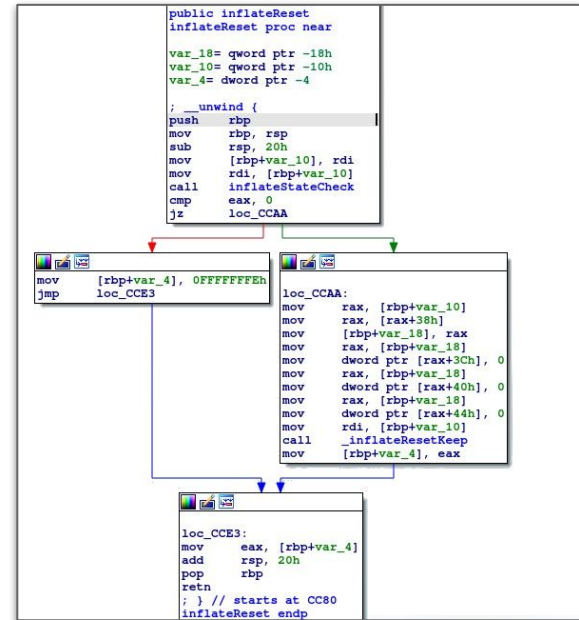 public inflateReset
inflateReset proc near
var_18= qword ptr -18h
var_10= qword ptr -10h
var_4= dword ptr -4
; __unwind {
push rbp
mov rbp, rsp
sub rsp, 20h
mov [rbp+var_10], rdi
mov rdi, [rbp+var_10]
call inflateStateCheck
cmp eax, 0
jz loc_CCAA
mov [rbp+var_4], 0FFFFFFFEh
jmp loc_CCE3
loc_CCAA:
mov rax, [rbp+var_10]
mov rax, [rax+38h]
mov [rbp+var_18], rax
mov rax, [rbp+var_18]
mov dword ptr [rax+3Ch], 0
mov rax, [rbp+var_18]
mov dword ptr [rax+40h], 0
mov rax, [rbp+var_18]
mov dword ptr [rax+44h], 0
mov rdi, [rbp+var_10]
call _inflateResetKeep
mov [rbp+var_4], eax
loc_CCE3:
mov eax, [rbp+var_4]
add rsp, 20h
pop rbp
retn
; } // starts at CC80
inflateReset endp